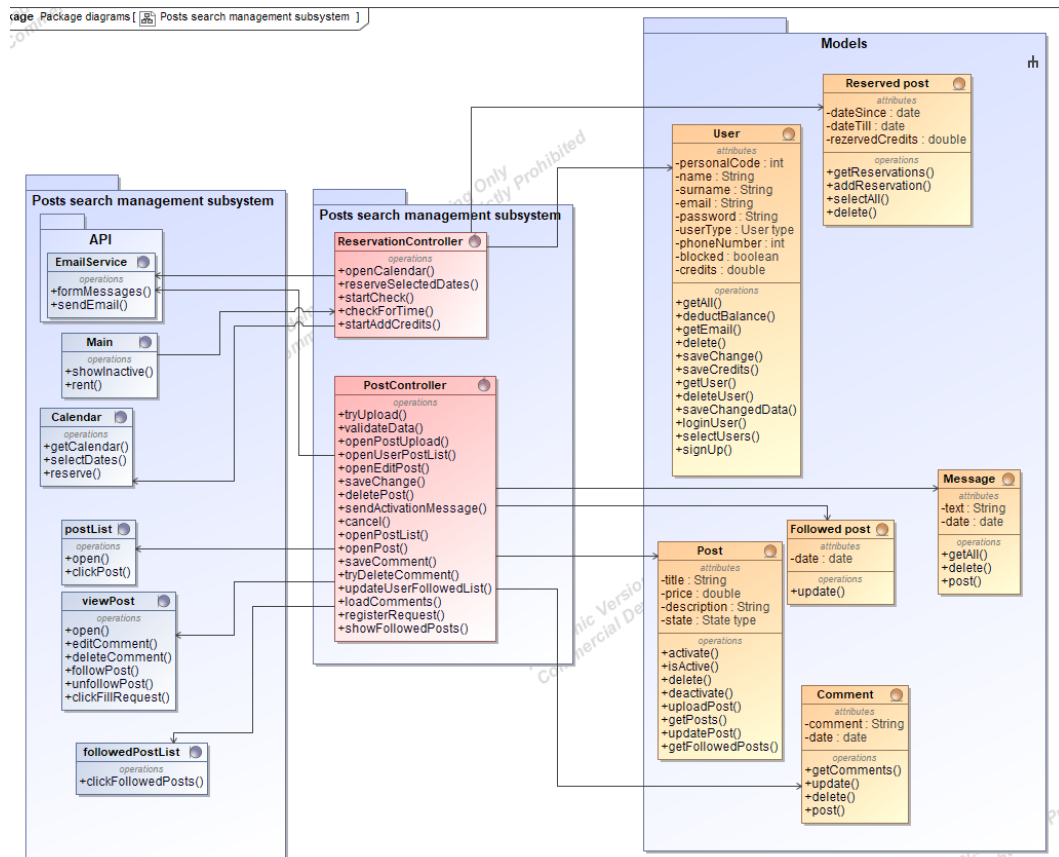 kage Package diagrams [ Posts search management subsystem ]
Models
Reserved post
attributes
-dateSince : date
-dateTill : date
-rezervedCredits : double
operations
+getReservations()
+addReservation()
+selectAll()
+delete()
User
attributes
-personalCode : int
-name : String
-surname : String
-email : String
-password : String
-userType : User type
-phoneNumber : int
-blocked : boolean
-credits : double
operations
+getAll()
+deductBalance()
+getEmail()
+delete()
+saveChange()
+saveCredits()
+getUser()
+deleteUser()
+saveChangedData()
+loginUser()
+selectUsers()
+signUp()
Posts search management subsystem
API
EmailService
operations
+formMessages()
+sendEmail()
Main
operations
+showInactive()
+rent()
Calendar
operations
+getCalendar()
+selectDates()
+reserve()
postList
operations
+open()
+clickPost()
viewPost
operations
+open()
+editComment()
+deleteComment()
+followPost()
+unfollowPost()
+clickFillRequest()
followedPostList
operations
+clickFollowedPosts()
Posts search management subsystem
ReservationController
operations
+openCalendar()
+reserveSelectedDates()
+startCheck()
+checkForTime()
+startAddCredits()
PostController
operations
+tryUpload()
+validateData()
+openPostUpload()
+openUserPostList()
+openEditPost()
+saveChange()
+deletePost()
+sendActivationMessage()
+cancel()
+openPostList()
+openPost()
+saveComment()
+tryDeleteComment()
+updateUserFollowedList()
+loadComments()
+registerRequest()
+showFollowedPosts()
Message
attributes
-text : String
-date : date
operations
+getAll()
+delete()
+post()
Followed post
attributes
-date : date
operations
+update()
Post
attributes
-title : String
-price : double
-description : String
-state : State type
operations
+activate()
+isActive()
+delete()
+deactivate()
+uploadPost()
+getPosts()
+updatePost()
+getFollowedPosts()
Comment
attributes
-comment : String
-date : date
operations
+getComments()
+update()
+delete()
+post()